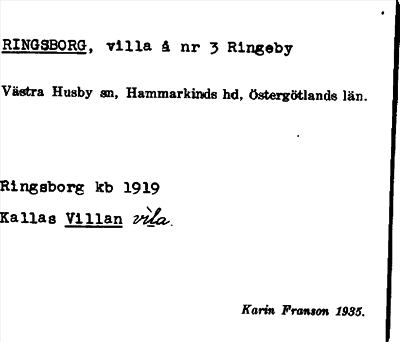 RINGSBORG, villa å nr 3 Ringeby
Västra Husby sn, Hammarkinds hd, Östergötlands län.
Ringsborg kb 1919
Kallas Villan vìla.
Karin Franson 1935.